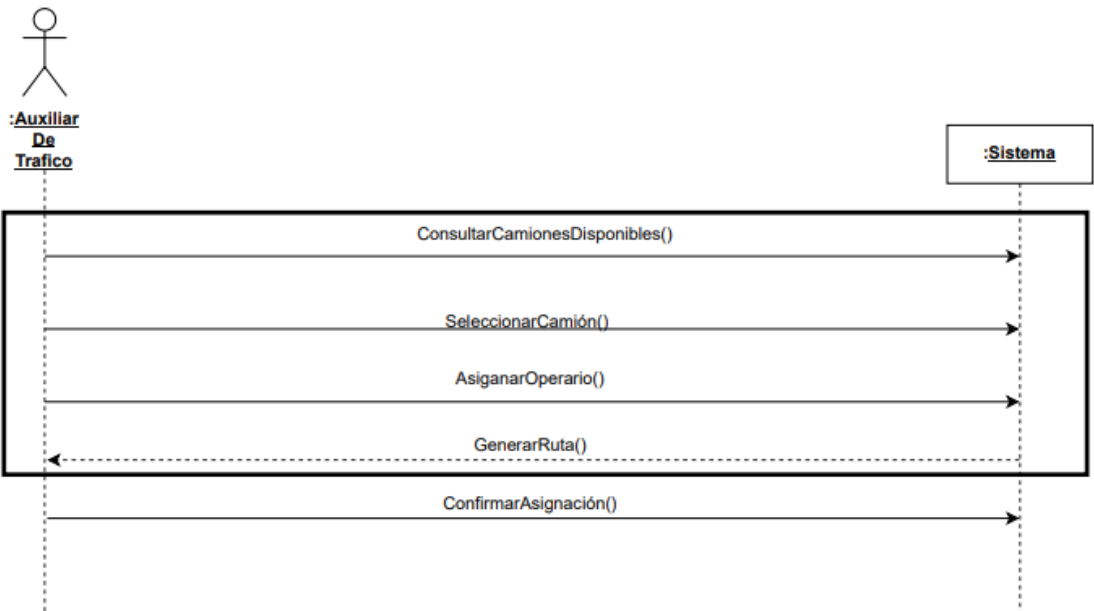 :Auxiliar
De
Trafico
:Sistema
ConsultarCamionesDisponibles()
SeleccionarCamión()
AsiganarOperario()
GenerarRuta()
ConfirmarAsignación()